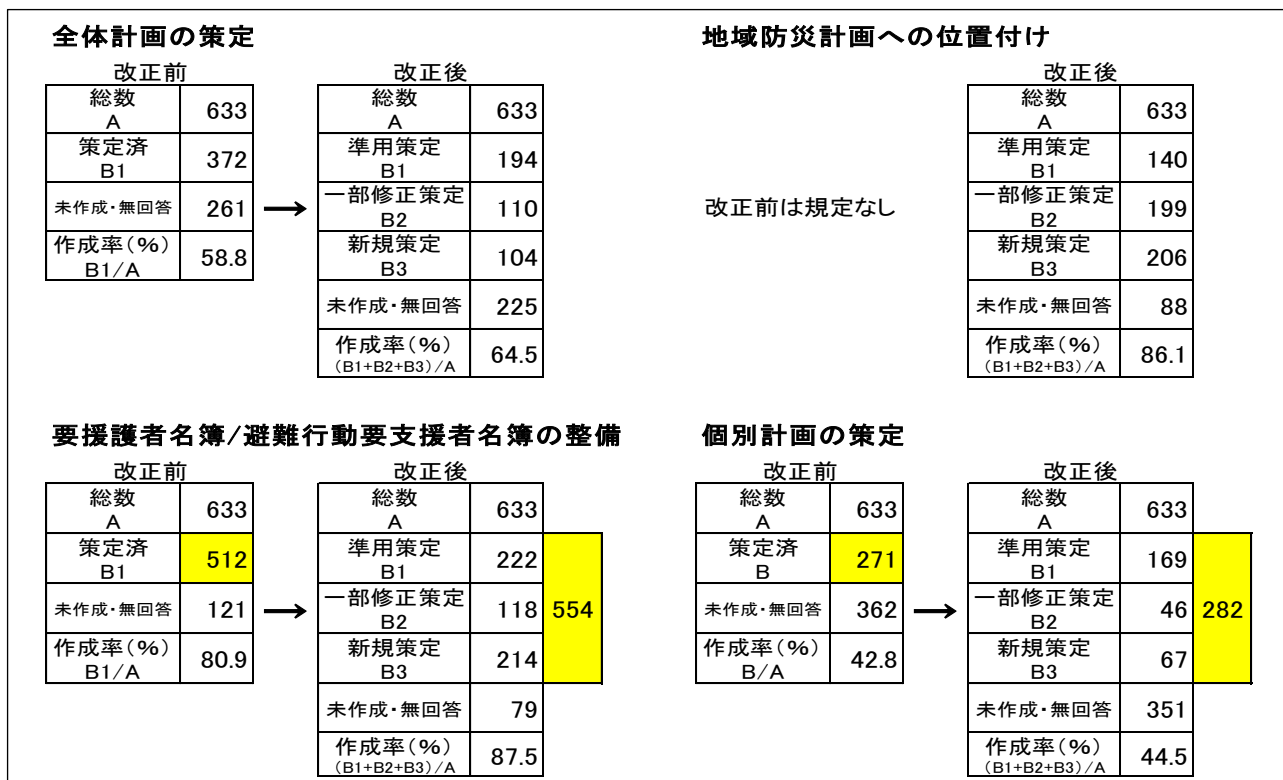 全体計画の策定
改正前
総数
A
633
策定済
B1
372
未作成・無回答
261
作成率(%)
B1/A
58.8
→
改正後
総数
A
633
準用策定
B1
194
一部修正策定
B2
110
新規策定
B3
104
未作成・無回答
225
作成率(%)
(B1+B2+B3)/A
64.5
地域防災計画への位置付け
改正前は規定なし
改正後
総数
A
633
準用策定
B1
140
一部修正策定
B2
199
新規策定
B3
206
未作成・無回答
88
作成率(%)
(B1+B2+B3)/A
86.1
要援護者名簿/避難行動要支援者名簿の整備
改正前
総数
A
633
策定済
B1
512
未作成・無回答
121
作成率(%)
B1/A
80.9
→
改正後
総数
A
633
準用策定
B1
222
一部修正策定
B2
118
新規策定
B3
214
554
未作成・無回答
79
作成率(%)
(B1+B2+B3)/A
87.5
個別計画の策定
改正前
総数
A
633
策定済
B
271
未作成・無回答
362
作成率(%)
B/A
42.8
→
改正後
総数
A
633
準用策定
B1
169
一部修正策定
B2
46
新規策定
B3
67
282
未作成・無回答
351
作成率(%)
(B1+B2+B3)/A
44.5